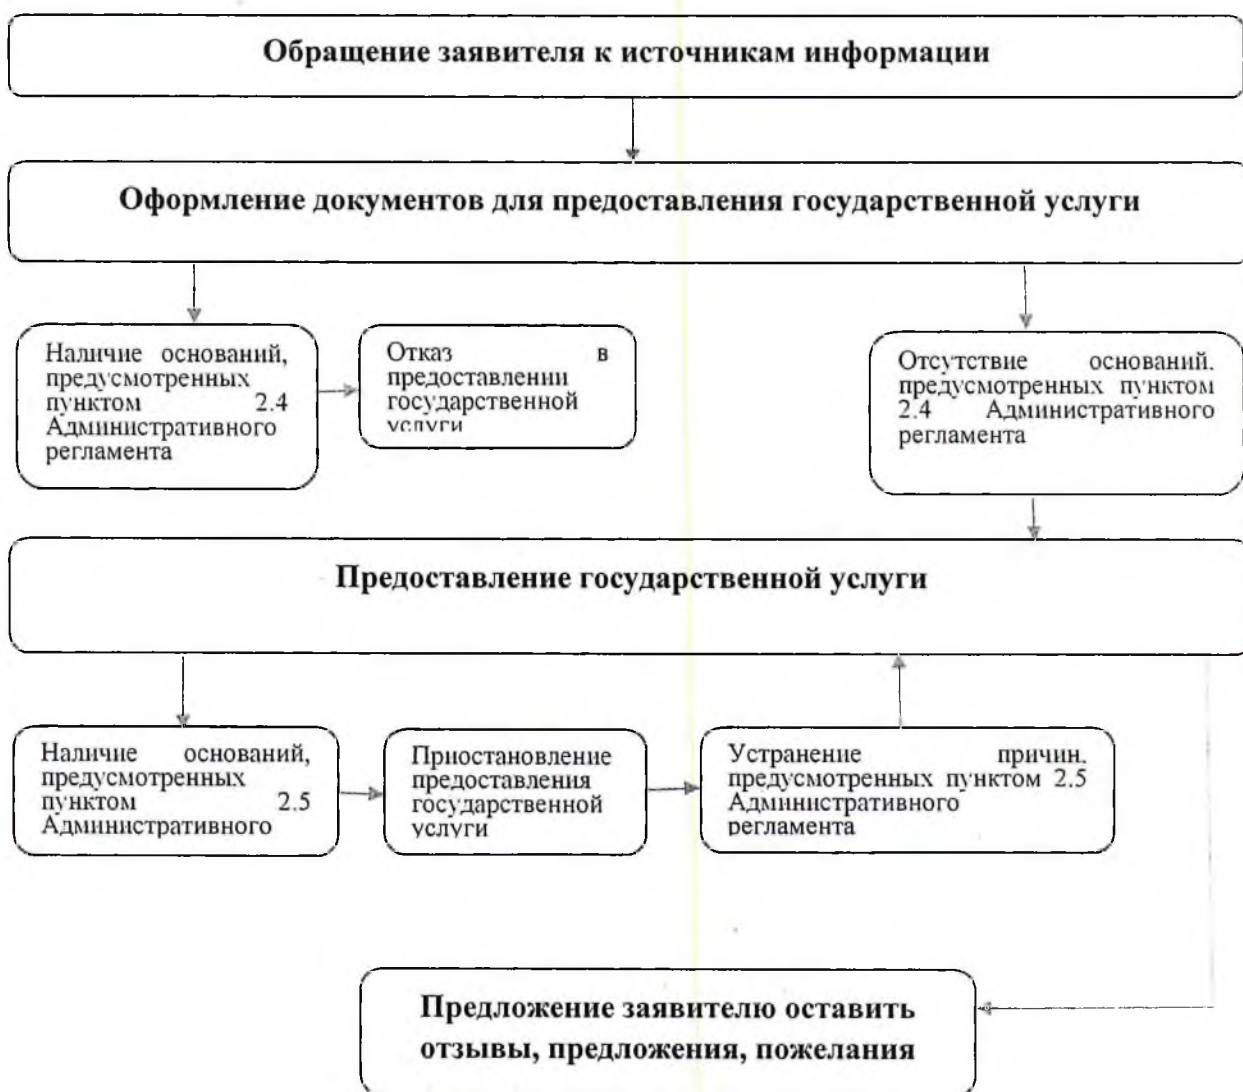 Обращение заявителя к источникам информации
Оформление документов для предоставления государственной услуги
Наличие оснований,
предусмотренных
пунктом 2.4
Административного
регламента
Отказ в
предоставлении
государственной
услуги
Отсутствие оснований.
предусмотренных пунктом
2.4 Административного
регламента
Предоставление государственной услуги
Наличие оснований,
предусмотренных
пунктом 2.5
Административного
Приостановление
предоставления
государственной
услуги
Устранение причин.
предусмотренных пунктом 2.5
Административного
регламента
Предложение заявителю оставить
отзывы, предложения, пожелания